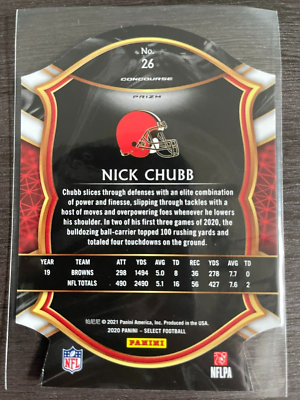 No.
26
CONCOURSE
PRIZM
NICK CHUBB
Chubb slices through defenses with an elite combination
of power and finesse, slipping through tackles with a
host of moves and overpowering foes whenever he lowers
his shoulder. In two of his first three games of 2020, the
bulldozing ball-carrier topped 100 rushing yards and
totaled four touchdowns on the ground.
YEAR TEAM ATT YDS AVG TD REC YDS AVG TD
19 BROWNS 298 1494 5.0 8 36 278 7.7 0
NFL TOTALS 490 2490 5.1 16 56 427 7.6 2
帕尼尼 © 2021 Panini America, Inc. Produced in the USA.
2020 PANINI - SELECT FOOTBALL
PANINI
NFL
NFLPA